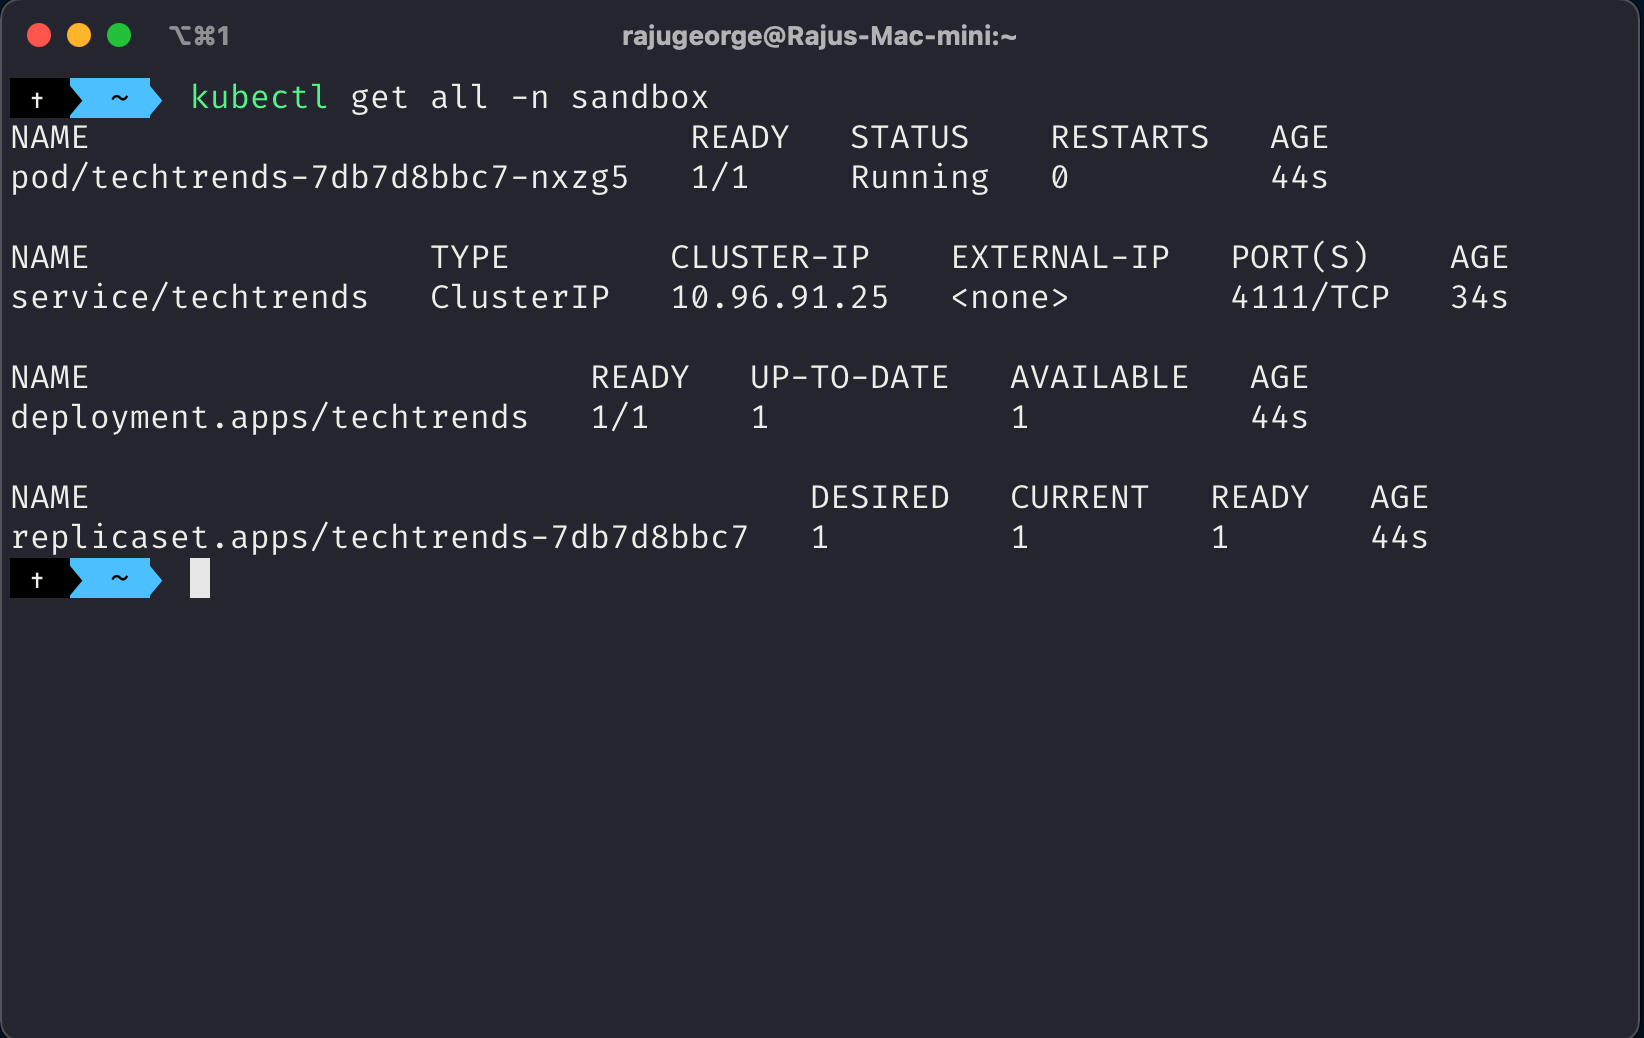 ⌥⌘1 rajugeorge@Rajus-Mac-mini:~
✝ ~ kubectl get all -n sandbox
NAME READY STATUS RESTARTS AGE
pod/techtrends-7db7d8bbc7-nxzg5 1/1 Running 0 44s
NAME TYPE CLUSTER-IP EXTERNAL-IP PORT(S) AGE
service/techtrends ClusterIP 10.96.91.25 <none> 4111/TCP 34s
NAME READY UP-TO-DATE AVAILABLE AGE
deployment.apps/techtrends 1/1 1 1 44s
NAME DESIRED CURRENT READY AGE
replicaset.apps/techtrends-7db7d8bbc7 1 1 1 44s
✝ ~